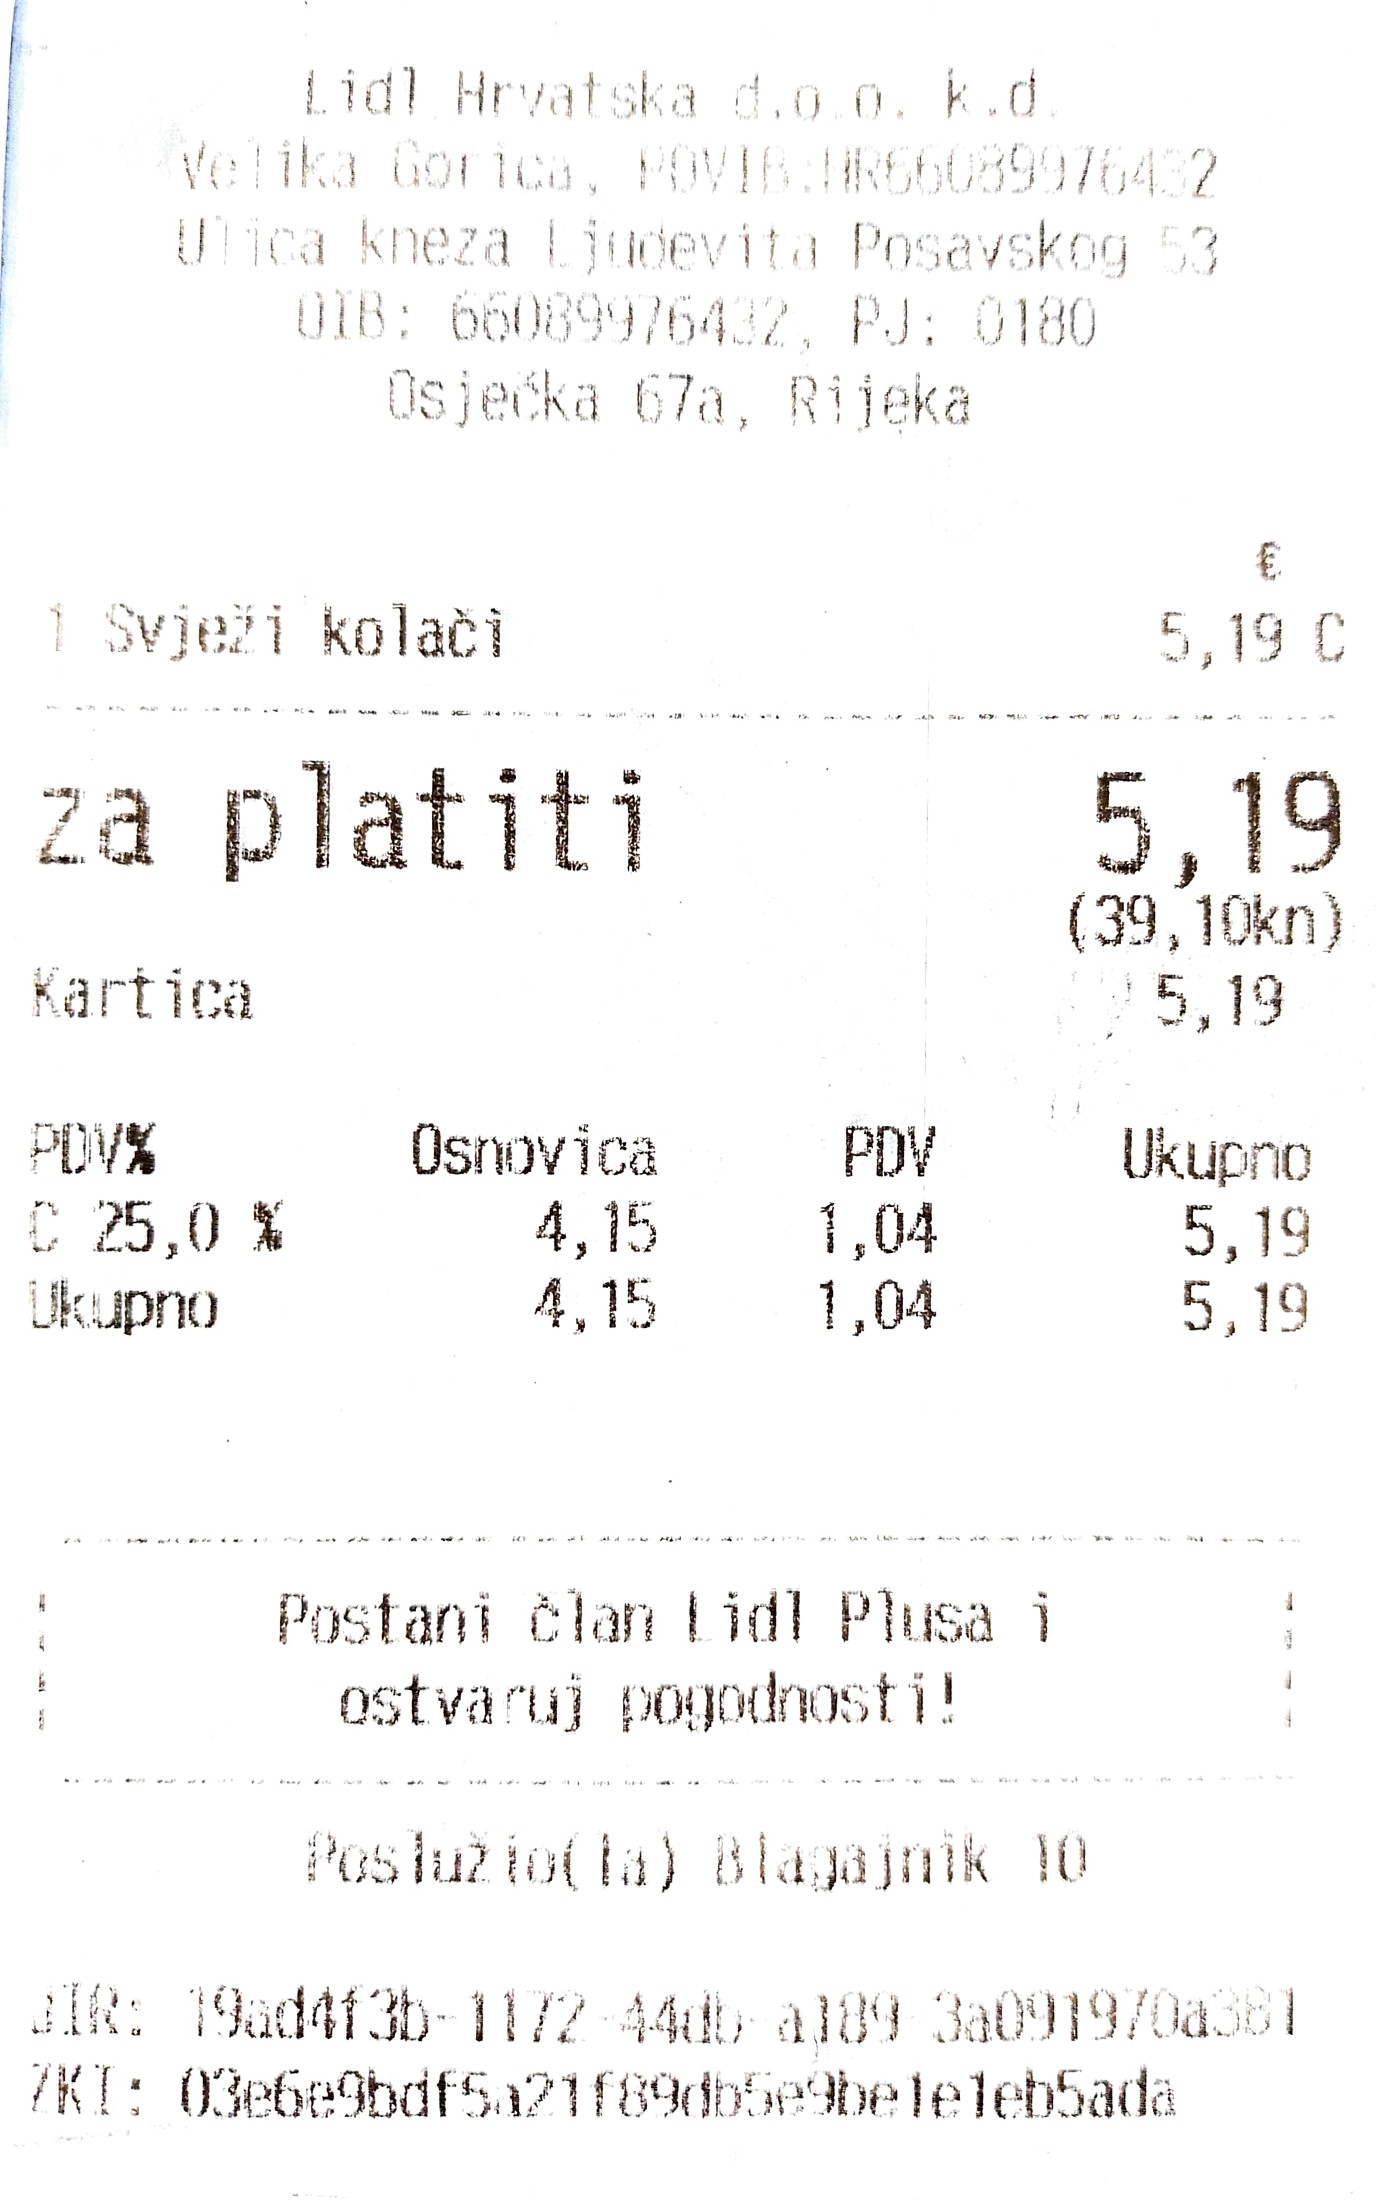 Lidl Hrvatska d.o.o. k.d.
Velika Gorica, PDVIB:HR66089976432
Ulica kneza Ljudevita Posavskog 53
OIB: 66089976432, PJ: 0180
Osječka 67a, Rijeka
€
1 Svježi kolači 5,19 C
za platiti 5,19
(39,10kn)
Kartica 5,19
PDV% Osnovica PDV Ukupno
C 25,0 % 4,15 1,04 5,19
Ukupno 4,15 1,04 5,19
Postani član Lidl Plusa i
ostvaruj pogodnosti!
Poslužio(la) Blagajnik 10
JIR: 19ad4f3b-1172-44db-a189-3a091970a381
ZKI: 03e6e9bdf5a21f89db5e9be1e1eb5ada